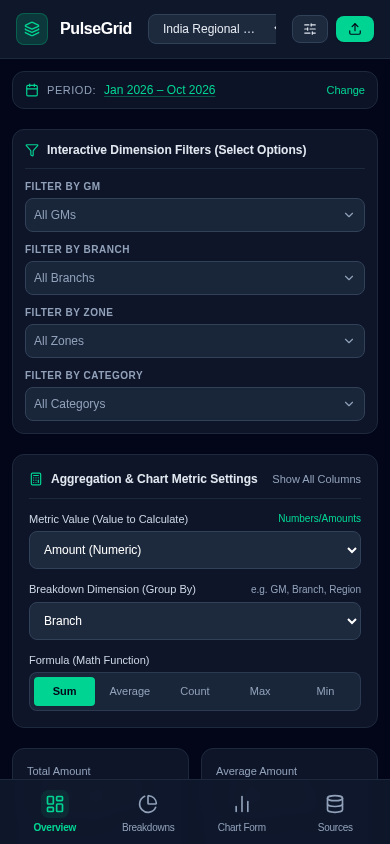 PulseGrid
India Regional ...
PERIOD: Jan 2026 – Oct 2026
Change
Interactive Dimension Filters (Select Options)
FILTER BY GM
All GMs
FILTER BY BRANCH
All Branchs
FILTER BY ZONE
All Zones
FILTER BY CATEGORY
All Categorys
Aggregation & Chart Metric Settings
Show All Columns
Metric Value (Value to Calculate)
Numbers/Amounts
Amount (Numeric)
Breakdown Dimension (Group By)
e.g. GM, Branch, Region
Branch
Formula (Math Function)
Sum Average Count Max Min
Total Amount
Average Amount
Overview Breakdowns Chart Form Sources